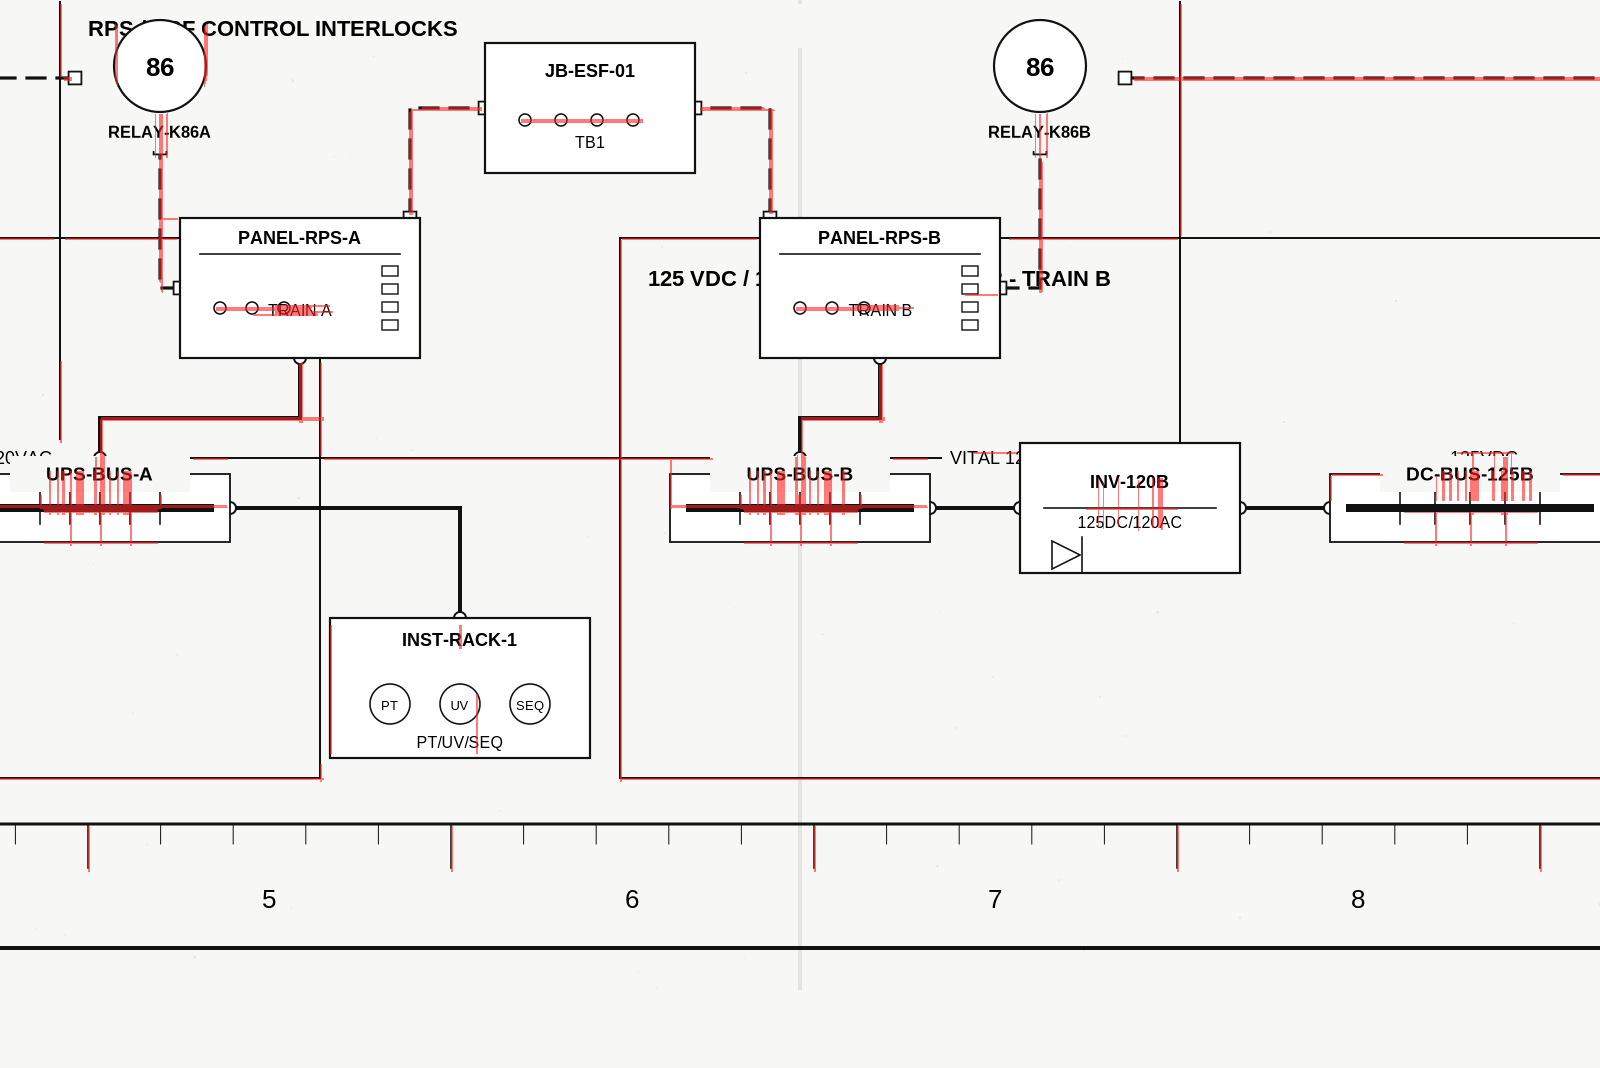 CONTROL INTERLOCKS
86
RELAY-K86A
JB-ESF-01
TB1
86
RELAY-K86B
PANEL-RPS-A
TRAIN A
PANEL-RPS-B
TRAIN B
125 VDC /
- TRAIN B
UPS-BUS-A
UPS-BUS-B
VITAL
INV-120B
125DC/120AC
125VDC
DC-BUS-125B
INST-RACK-1
PT
UV
SEQ
PT/UV/SEQ
5
6
7
8